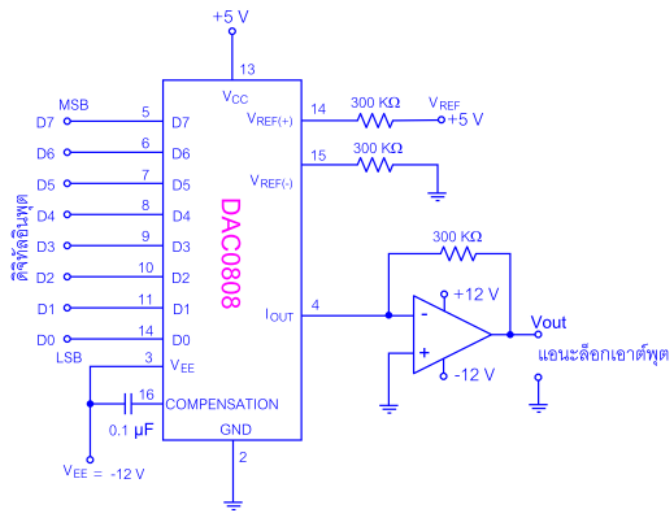 +5 V
13
VCC
MSB
D7
5
D7
D6
6
D6
D5
7
D5
D4
8
D4
D3
9
D3
D2
10
D2
D1
11
D1
D0
14
D0
LSB
3
VEE
16
COMPENSATION
0.1 µF
GND
2
VEE = -12 V
ดิจิทัลอินพุต
DAC0808
VREF(+)
14
300 KΩ
VREF
+5 V
VREF(-)
15
300 KΩ
IOUT
4
300 KΩ
-
+
+12 V
-12 V
Vout
แอนะล็อกเอาต์พุต